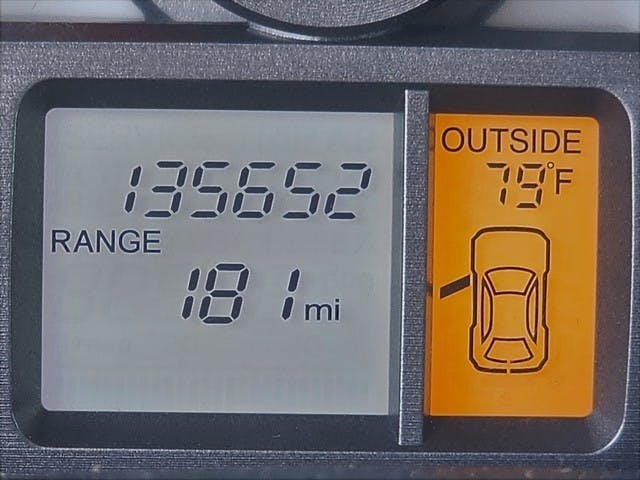 135652
RANGE
181 mi
OUTSIDE
79°F